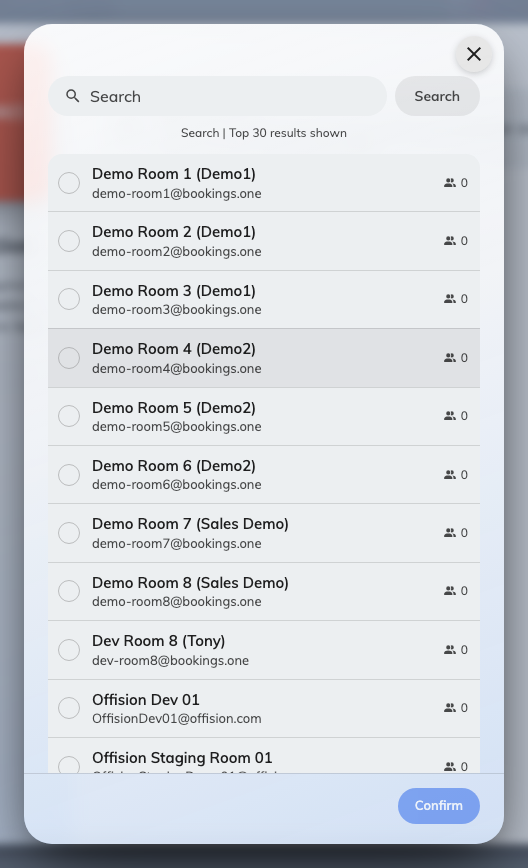 Search
Search
Search | Top 30 results shown
Demo Room 1 (Demo1)
demo-room1@bookings.one
0
Demo Room 2 (Demo1)
demo-room2@bookings.one
0
Demo Room 3 (Demo1)
demo-room3@bookings.one
0
Demo Room 4 (Demo2)
demo-room4@bookings.one
0
Demo Room 5 (Demo2)
demo-room5@bookings.one
0
Demo Room 6 (Demo2)
demo-room6@bookings.one
0
Demo Room 7 (Sales Demo)
demo-room7@bookings.one
0
Demo Room 8 (Sales Demo)
demo-room8@bookings.one
0
Dev Room 8 (Tony)
dev-room8@bookings.one
0
Offision Dev 01
OffisionDev01@offision.com
0
Offision Staging Room 01
0
Confirm